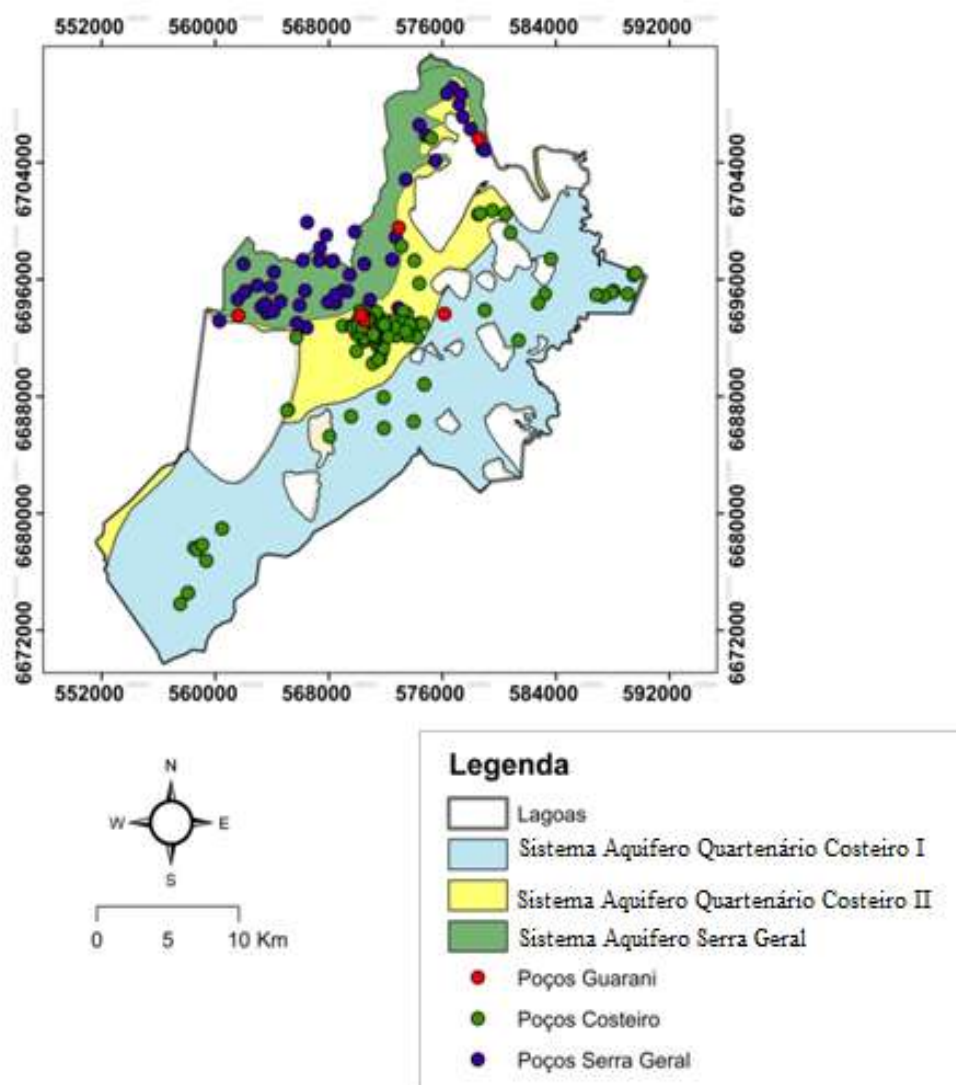 552000 560000 568000 576000 584000 592000
6704000
6696000
6688000
6680000
6672000
6704000
6696000
6688000
6680000
6672000
552000 560000 568000 576000 584000 592000
N
W E
S
0 5 10 Km
Legenda
Lagoas
Sistema Aquifero Quartenário Costeiro I
Sistema Aquifero Quartenário Costeiro II
Sistema Aquifero Serra Geral
Poços Guarani
Poços Costeiro
Poços Serra Geral